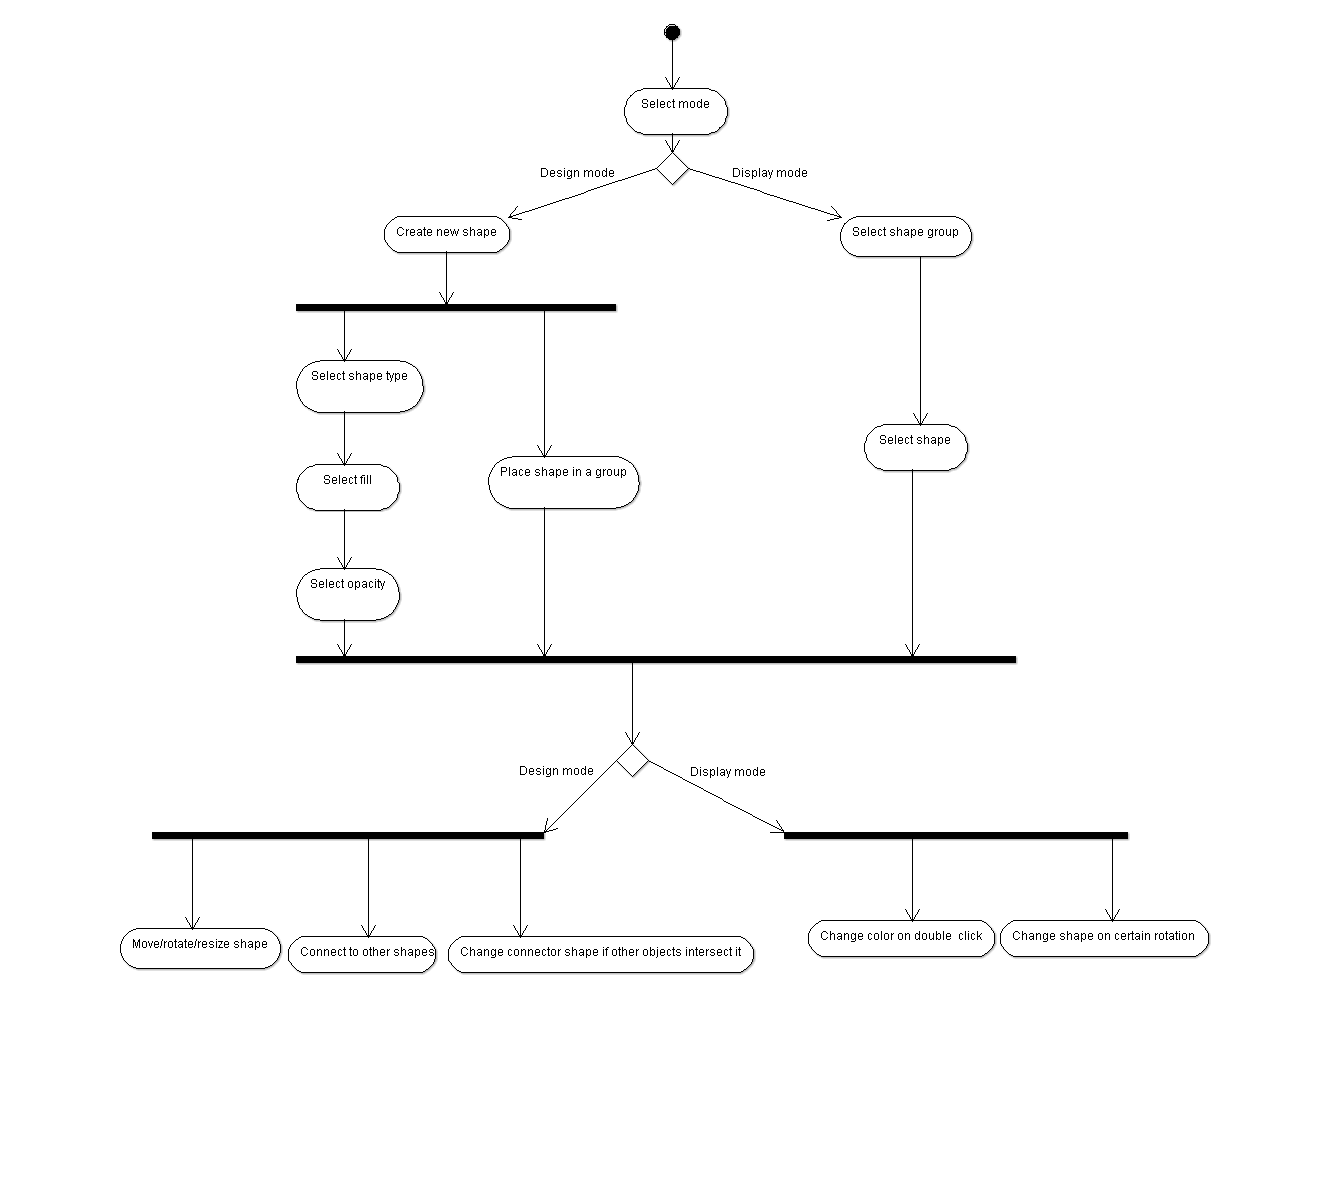 Select mode
Design mode
Display mode
Create new shape
Select shape group
Select shape type
Select shape
Place shape in a group
Select fill
Select opacity
Design mode
Display mode
Move/rotate/resize shape
Connect to other shapes
Change connector shape if other objects intersect it
Change color on double  click
Change shape on certain rotation